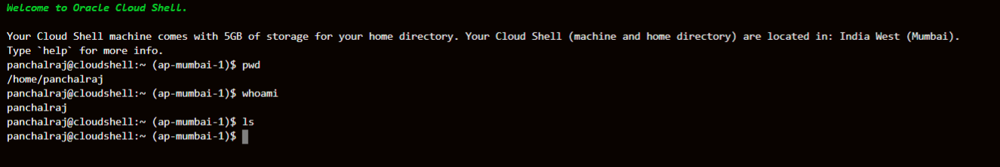 Welcome to Oracle Cloud Shell.
Your Cloud Shell machine comes with 5GB of storage for your home directory. Your Cloud Shell (machine and home directory) are located in: India West (Mumbai).
Type `help` for more info.
panchalraj@cloudshell:~ (ap-mumbai-1)$ pwd
/home/panchalraj
panchalraj@cloudshell:~ (ap-mumbai-1)$ whoami
panchalraj
panchalraj@cloudshell:~ (ap-mumbai-1)$ ls
panchalraj@cloudshell:~ (ap-mumbai-1)$